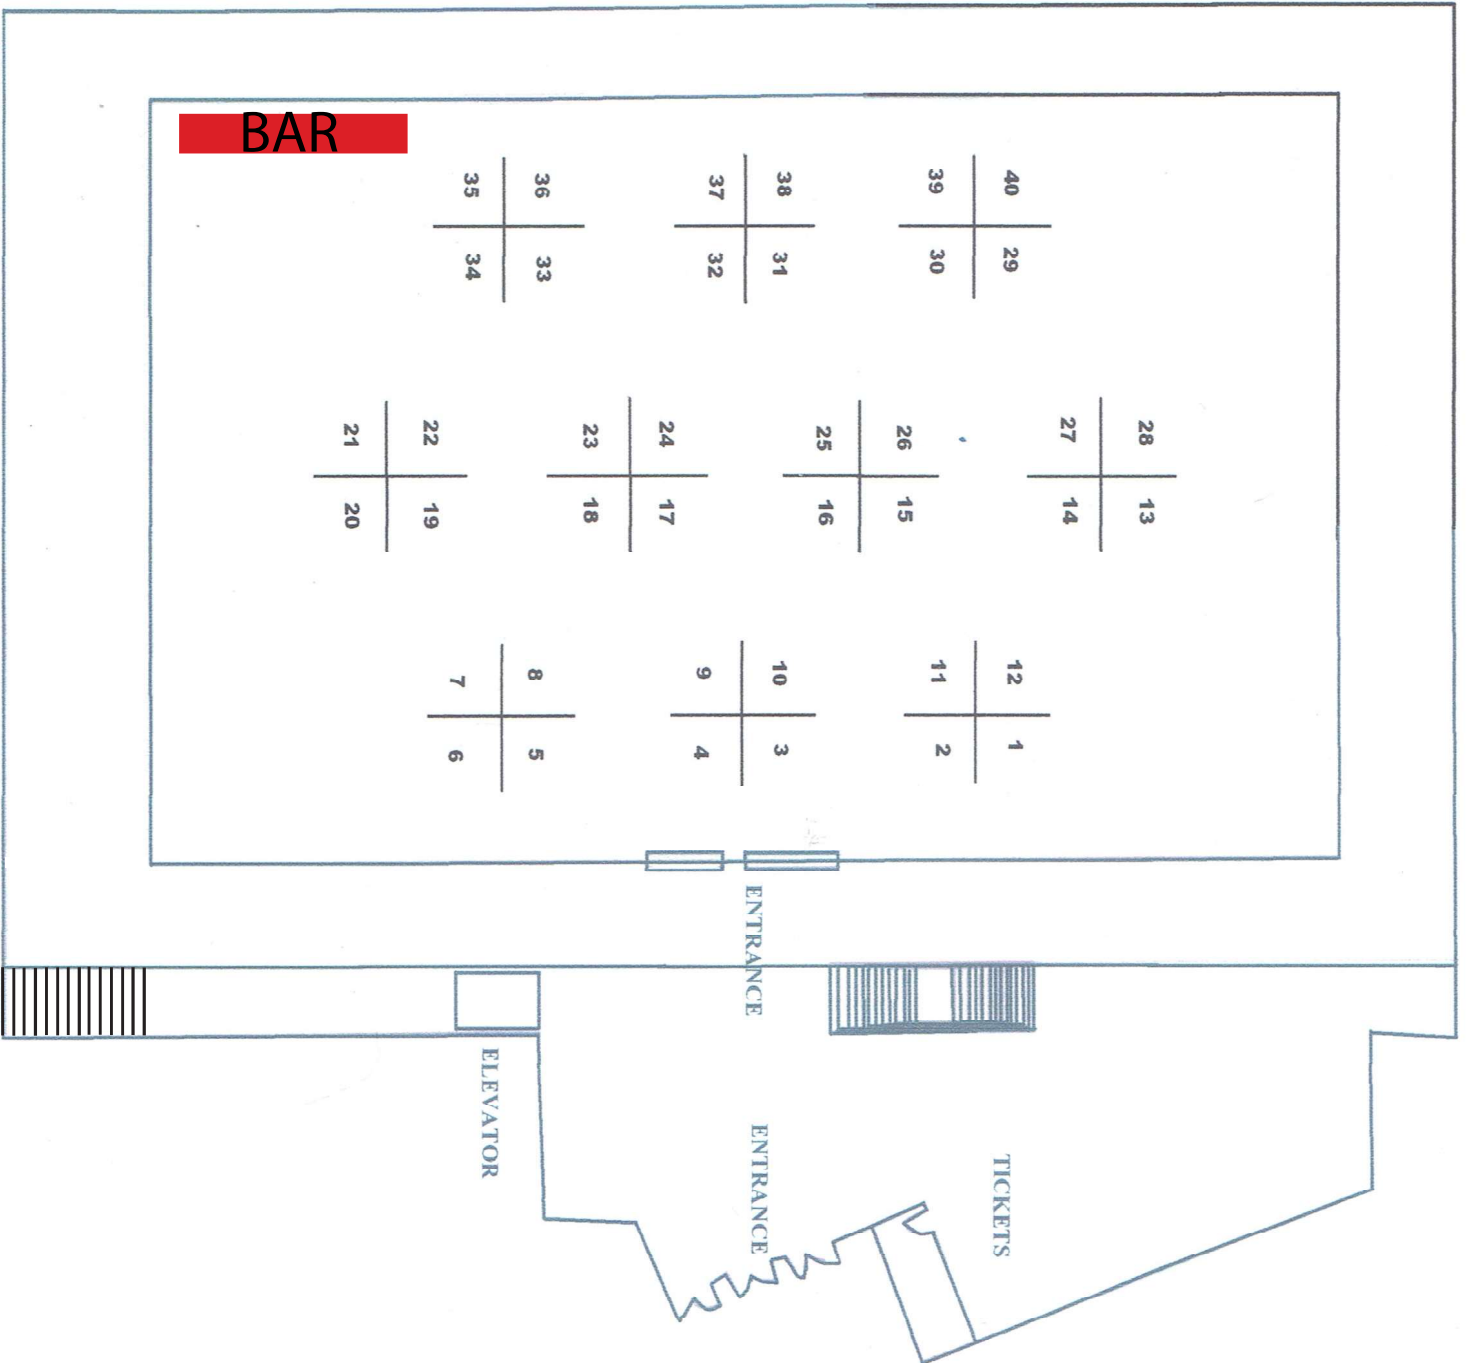 BAR
35 36 37 38 39 40
34 33 32 31 30 29
21 22 23 24 25 26 27 28
20 19 18 17 16 15 14 13
7 8 9 10 11 12
6 5 4 3 2 1
ENTRANCE
ELEVATOR
ENTRANCE
TICKETS